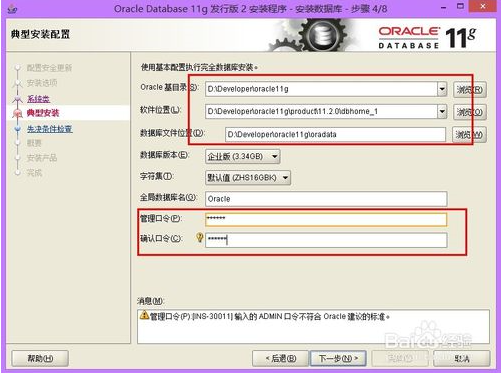 Oracle Database 11g 发行版 2 安装程序 - 安装数据库 - 步骤 4/8
典型安装配置
ORACLE 11g
DATABASE
配置安全更新
安装选项
系统类
典型安装
先决条件检查
概要
安装产品
完成
使用基本配置执行完全数据库安装。
Oracle 基目录(S): D:\Developer\oracle11g 浏览(R)
软件位置(L): D:\Developer\oracle11g\product\11.2.0\dbhome_1 浏览(O)
数据库文件位置(D): D:\Developer\oracle11g\oradata 浏览(W)
数据库版本(E): 企业版 (3.34GB)
字符集(T): 默认值 (ZHS16GBK)
全局数据库名(G): Oracle
管理口令(P): ******
确认口令(C): ******
消息(M):
管理口令(P):[INS-30011] 输入的 ADMIN 口令不符合 Oracle 建议的标准。
帮助(H) < 后退(B) 下一步(N) > 取消
Baidu 经验